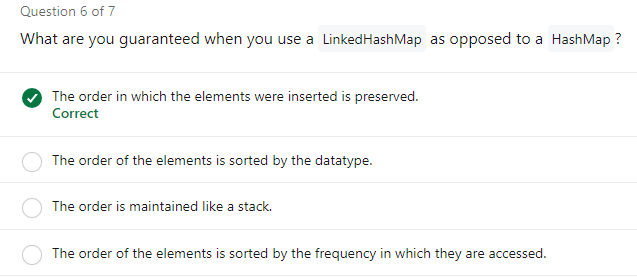 Question 6 of 7
What are you guaranteed when you use a LinkedHashMap as opposed to a HashMap ?
The order in which the elements were inserted is preserved.
Correct
The order of the elements is sorted by the datatype.
The order is maintained like a stack.
The order of the elements is sorted by the frequency in which they are accessed.